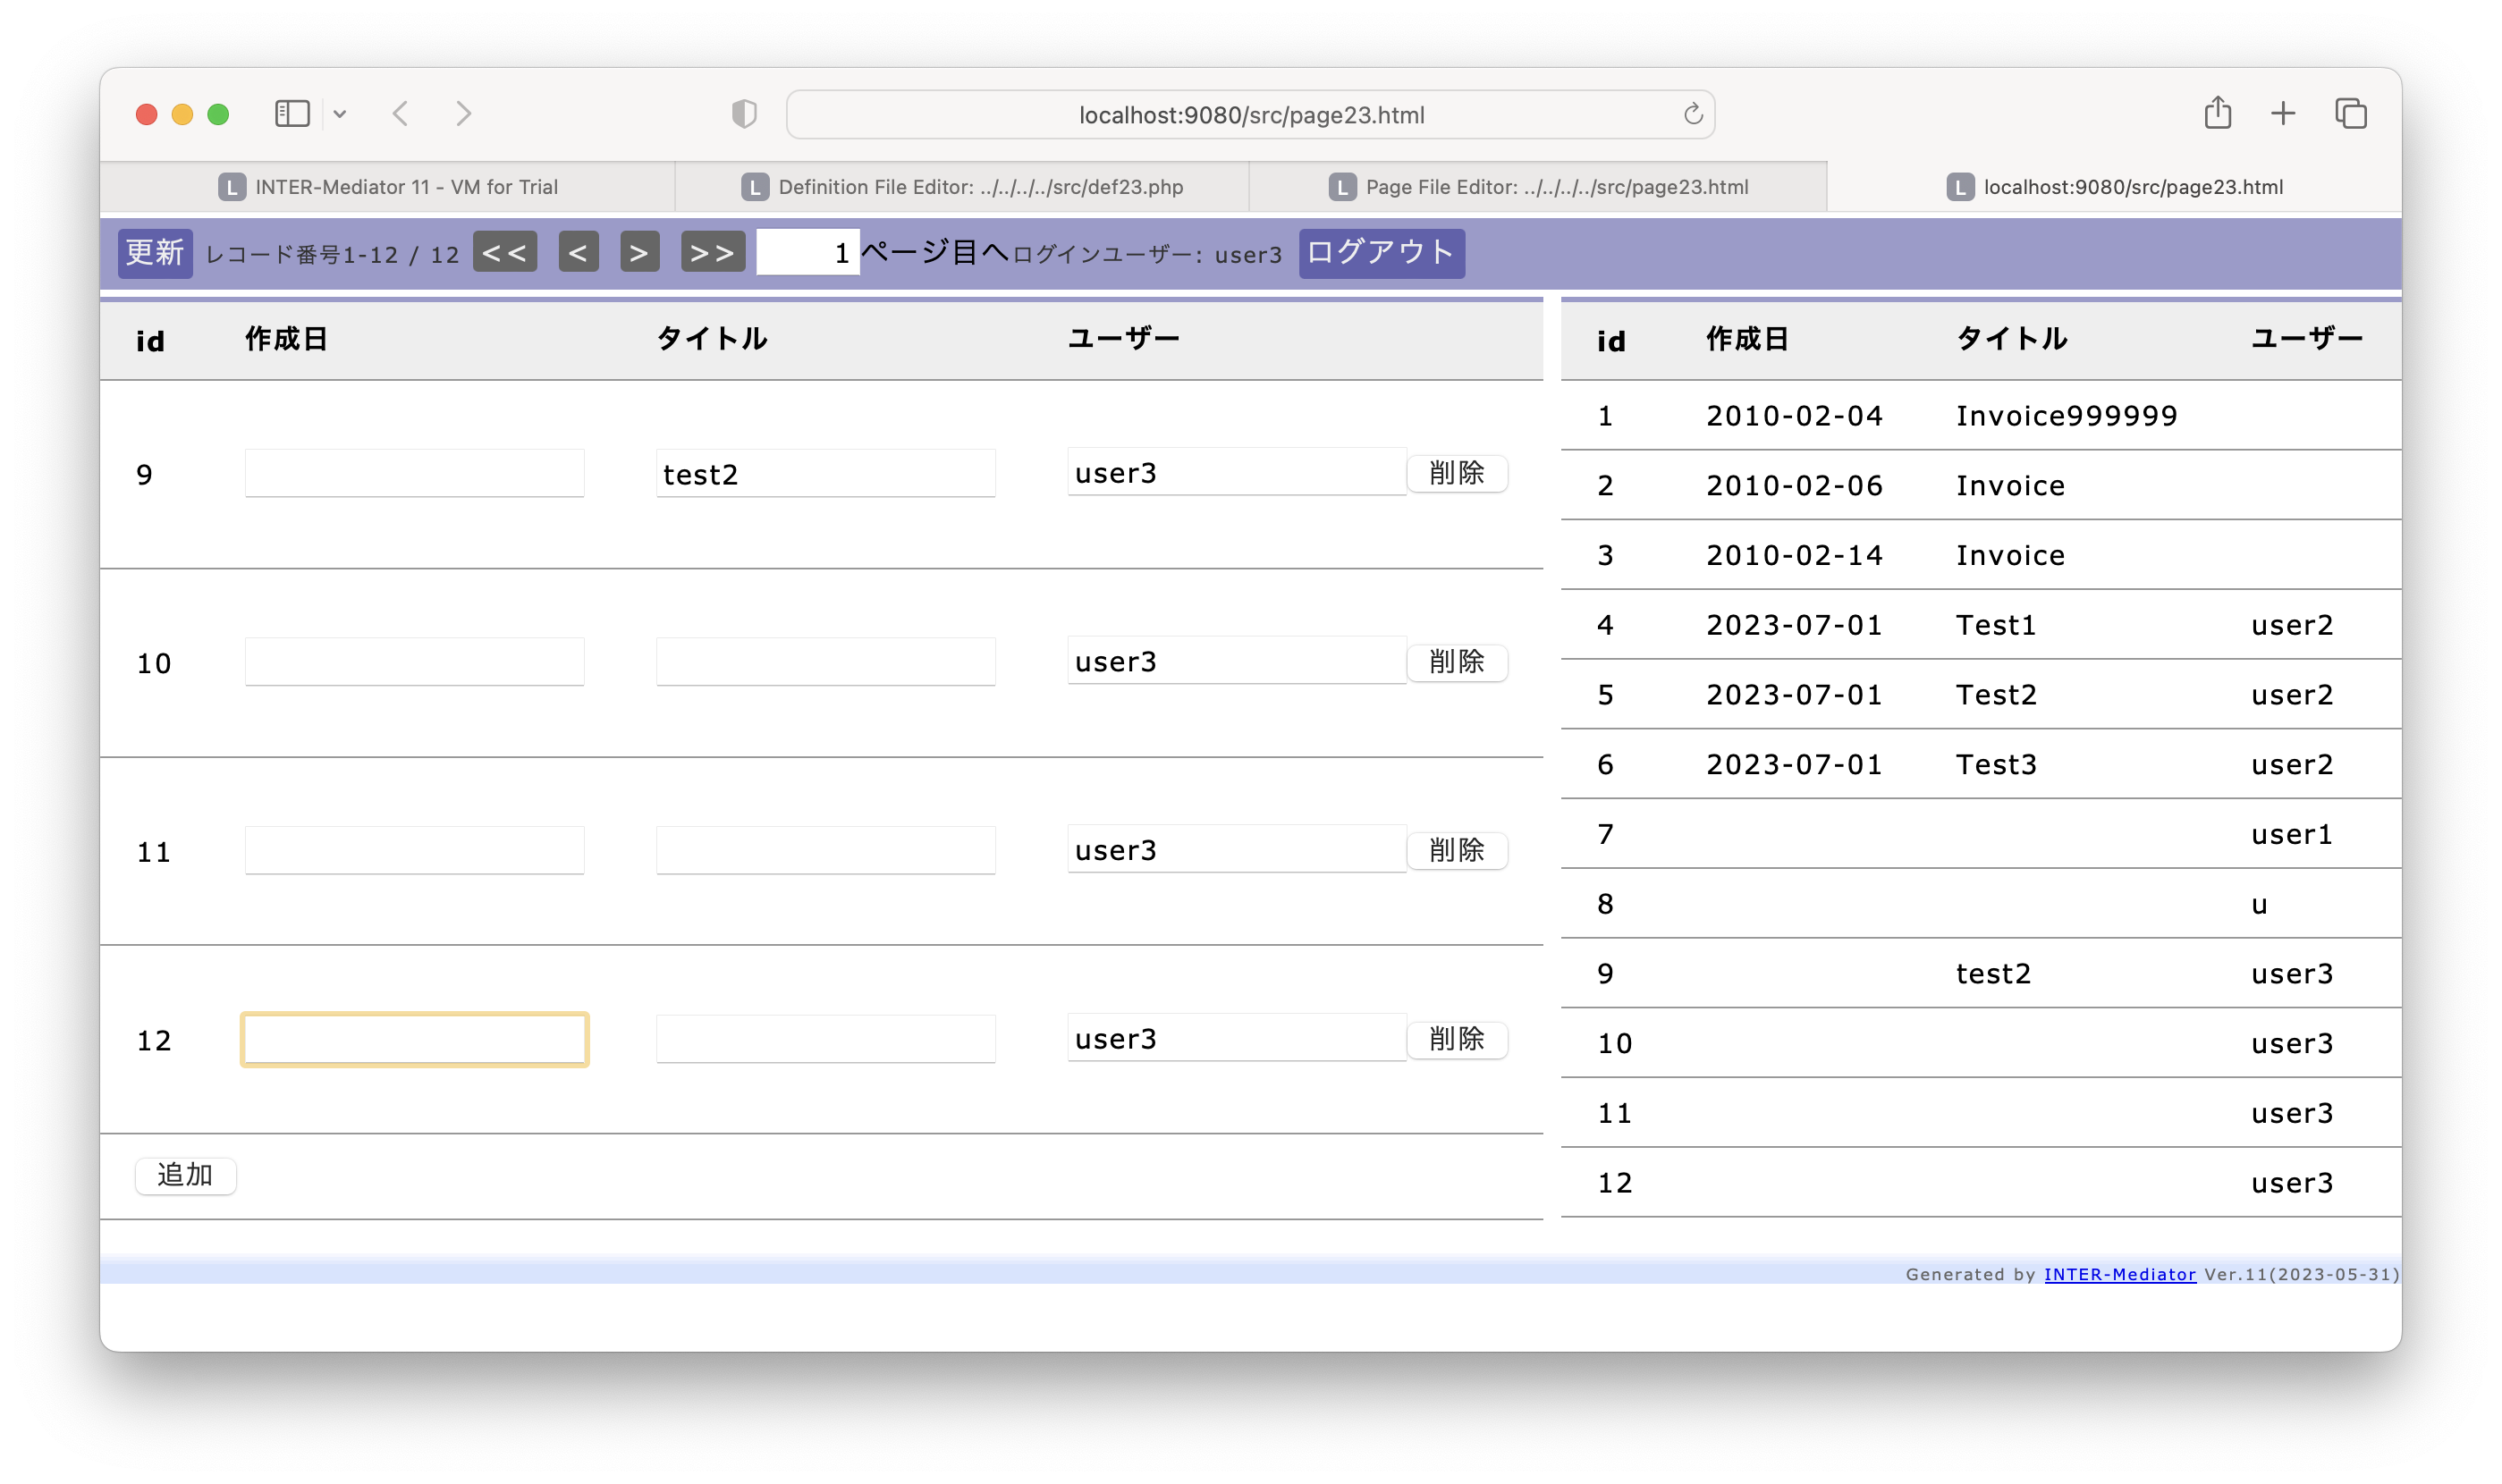 localhost:9080/src/page23.html
L INTER-Mediator 11 - VM for Trial
L Definition File Editor: ../../../../src/def23.php
L Page File Editor: ../../../../src/page23.html
L localhost:9080/src/page23.html
更新 レコード番号1-12 / 12 << < > >> 1 ページ目へログインユーザー: user3 ログアウト
id 作成日 タイトル ユーザー
9 test2 user3 削除
10 user3 削除
11 user3 削除
12 user3 削除
追加
id 作成日 タイトル ユーザー
1 2010-02-04 Invoice999999
2 2010-02-06 Invoice
3 2010-02-14 Invoice
4 2023-07-01 Test1 user2
5 2023-07-01 Test2 user2
6 2023-07-01 Test3 user2
7 user1
8 u
9 test2 user3
10 user3
11 user3
12 user3
Generated by INTER-Mediator Ver.11(2023-05-31)